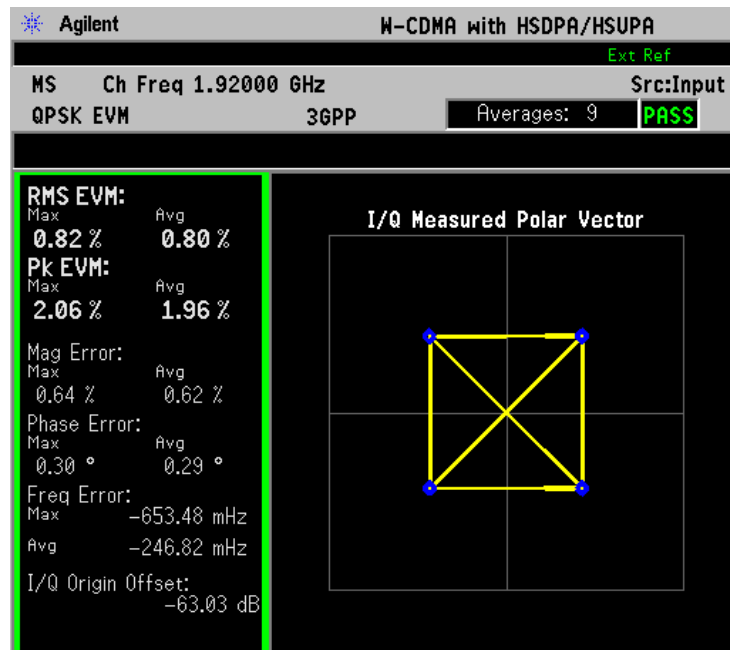 Agilent W-CDMA with HSDPA/HSUPA
Ext Ref
MS Ch Freq 1.92000 GHz Src:Input
QPSK EVM 3GPP Averages: 9 PASS
RMS EVM:
Max Avg
0.82 % 0.80 %
Pk EVM:
Max Avg
2.06 % 1.96 %
Mag Error:
Max Avg
0.64 % 0.62 %
Phase Error:
Max Avg
0.30 ° 0.29 °
Freq Error:
Max -653.48 mHz
Avg -246.82 mHz
I/Q Origin Offset:
-63.03 dB
I/Q Measured Polar Vector